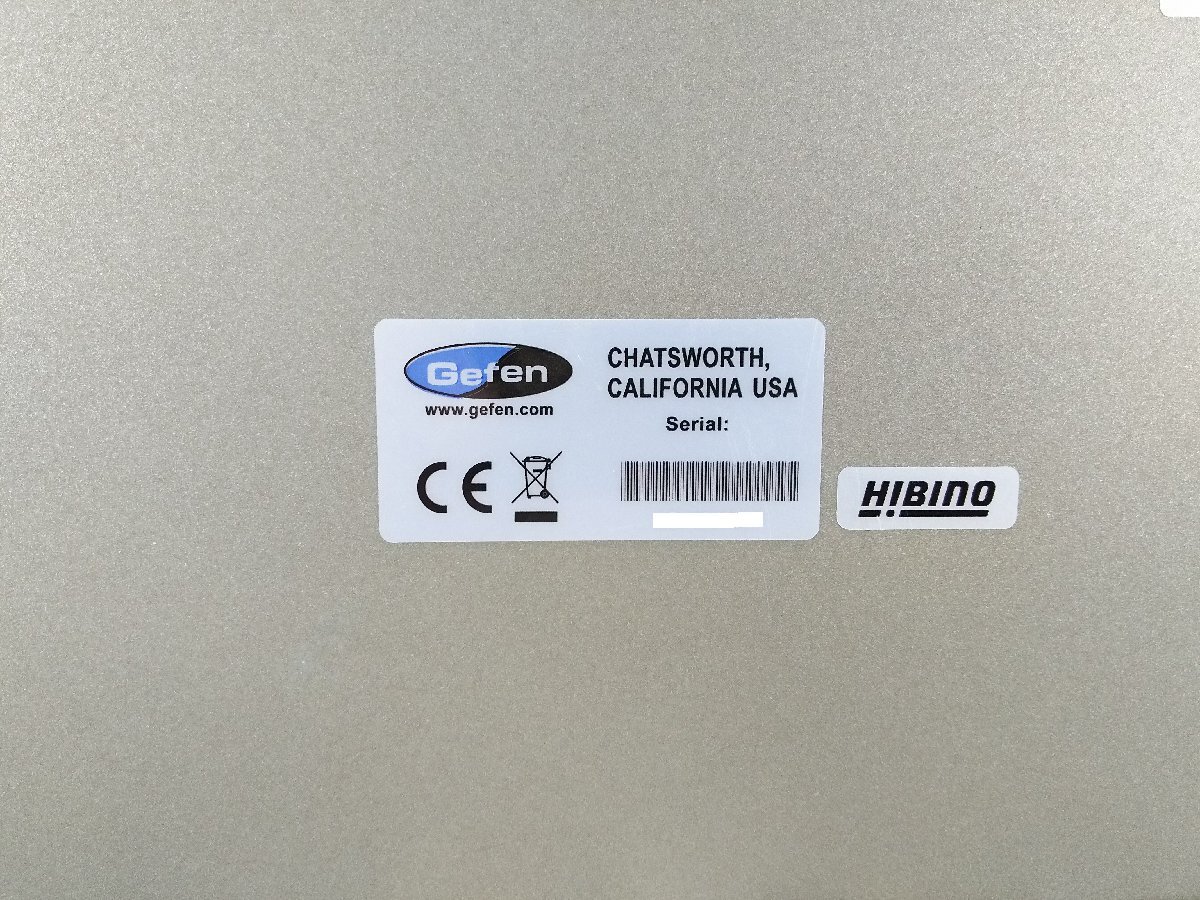 Gefen
www.gefen.com
CHATSWORTH,
CALIFORNIA USA
Serial:
CE
HIBINO